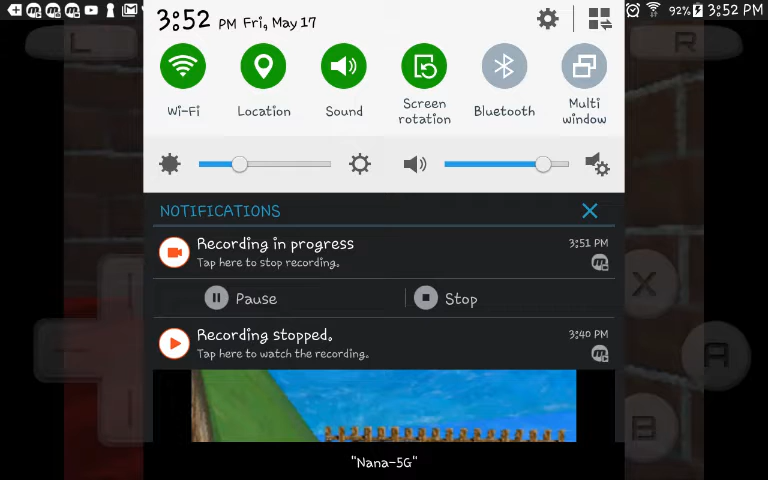 3:52 PM Fri, May 17
92% 3:52 PM
L
R
Wi-Fi
Location
Sound
Screen rotation
Bluetooth
Multi window
NOTIFICATIONS
Recording in progress
3:51 PM
Tap here to stop recording.
Pause
Stop
X
Recording stopped.
3:40 PM
Tap here to watch the recording.
A
B
"Nana-5G"